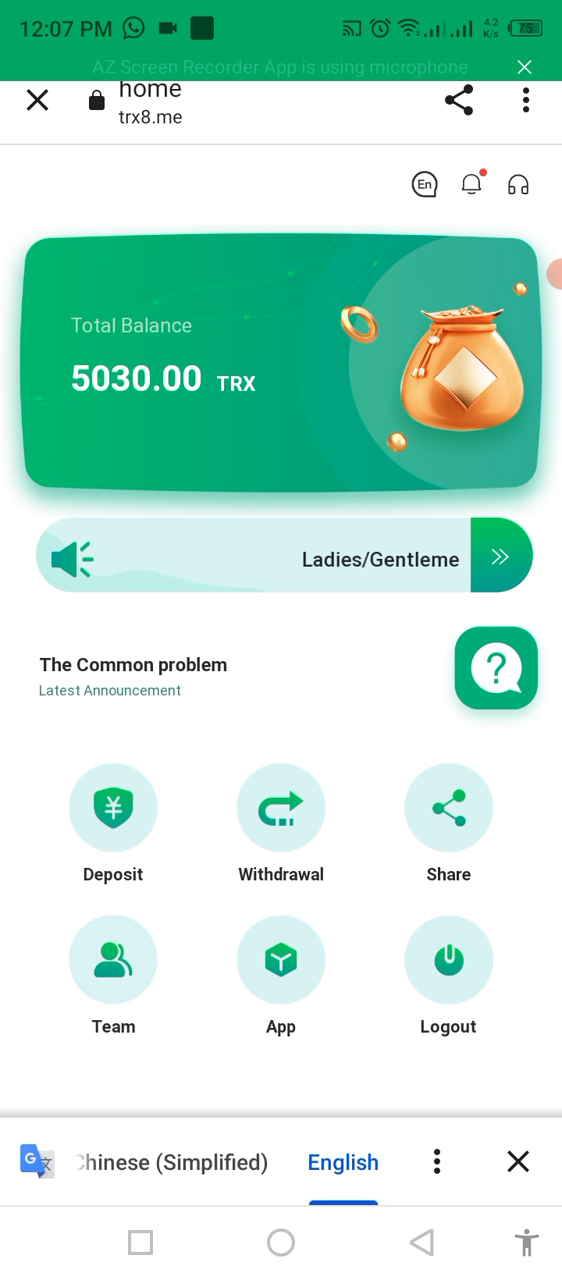 12:07 PM 4.2 K/s 75
AZ Screen Recorder App is using microphone
home
trx8.me
En
Total Balance
5030.00 TRX
Ladies/Gentleme
The Common problem
Latest Announcement
?
¥
Deposit Withdrawal Share
Team App Logout
G 文 Chinese (Simplified) English